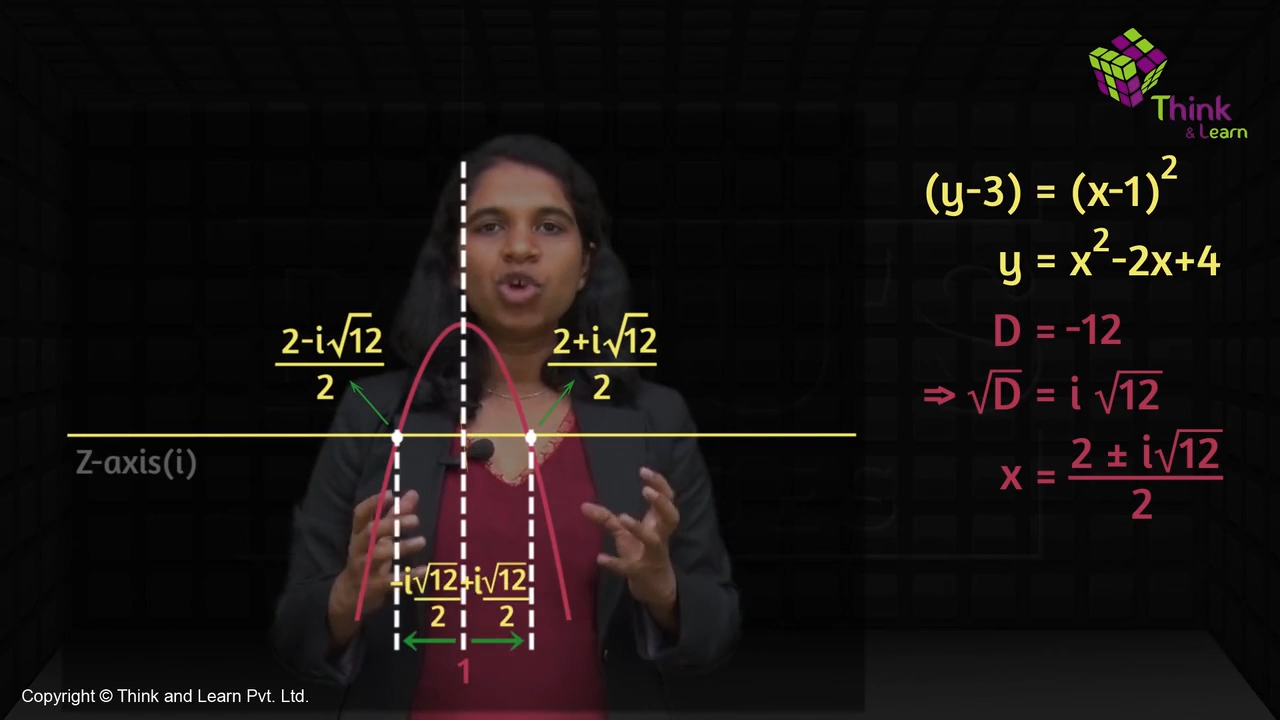 Think
& Learn
(y-3) = (x-1)²
y = x²-2x+4
D = -12
⇒ √D = i √12
x = (2 ± i√12)/2
(2-i√12)/2
(2+i√12)/2
Z-axis(i)
-i√12/2
+i√12/2
1
Copyright © Think and Learn Pvt. Ltd.